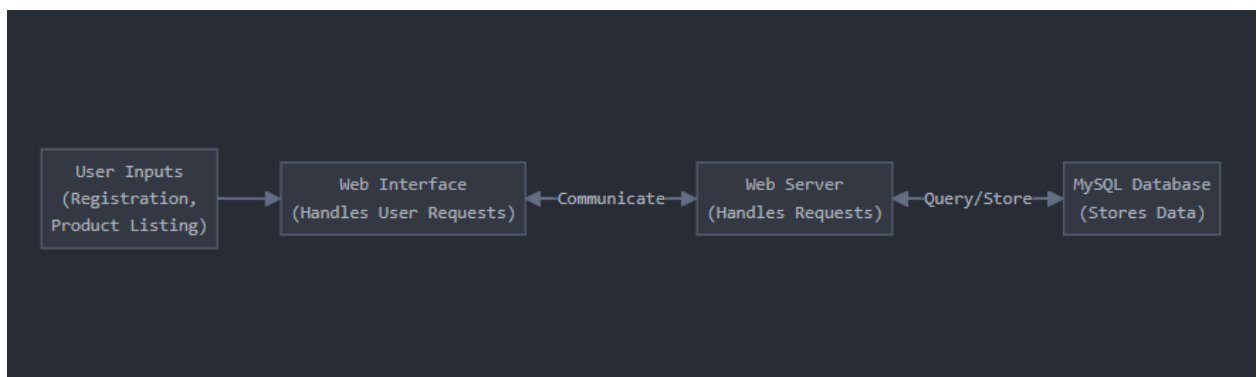 User Inputs
(Registration,
Product Listing)
Web Interface
(Handles User Requests)
Communicate
Web Server
(Handles Requests)
Query/Store
MySQL Database
(Stores Data)